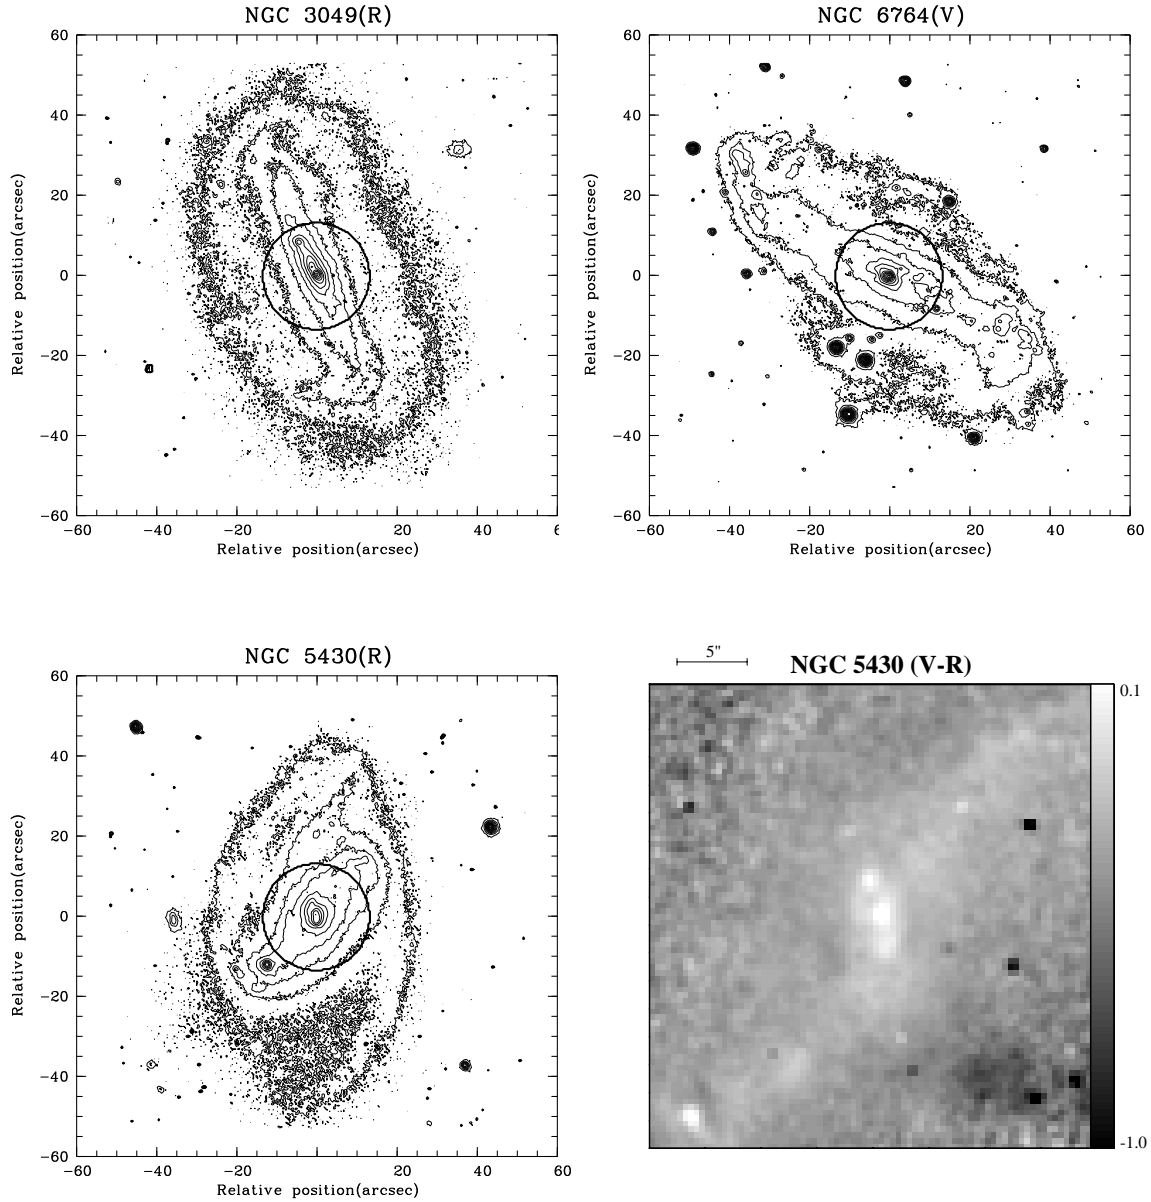 NGC 3049(R)
60
40
20
0
−20
−40
−60
Relative position(arcsec)
−60 −40 −20 0 20 40 6
Relative position(arcsec)
NGC 6764(V)
60
40
20
0
−20
−40
−60
Relative position(arcsec)
−60 −40 −20 0 20 40 60
Relative position(arcsec)
NGC 5430(R)
60
40
20
0
−20
−40
−60
Relative position(arcsec)
−60 −40 −20 0 20 40 60
Relative position(arcsec)
5"
NGC 5430 (V-R)
0.1
-1.0